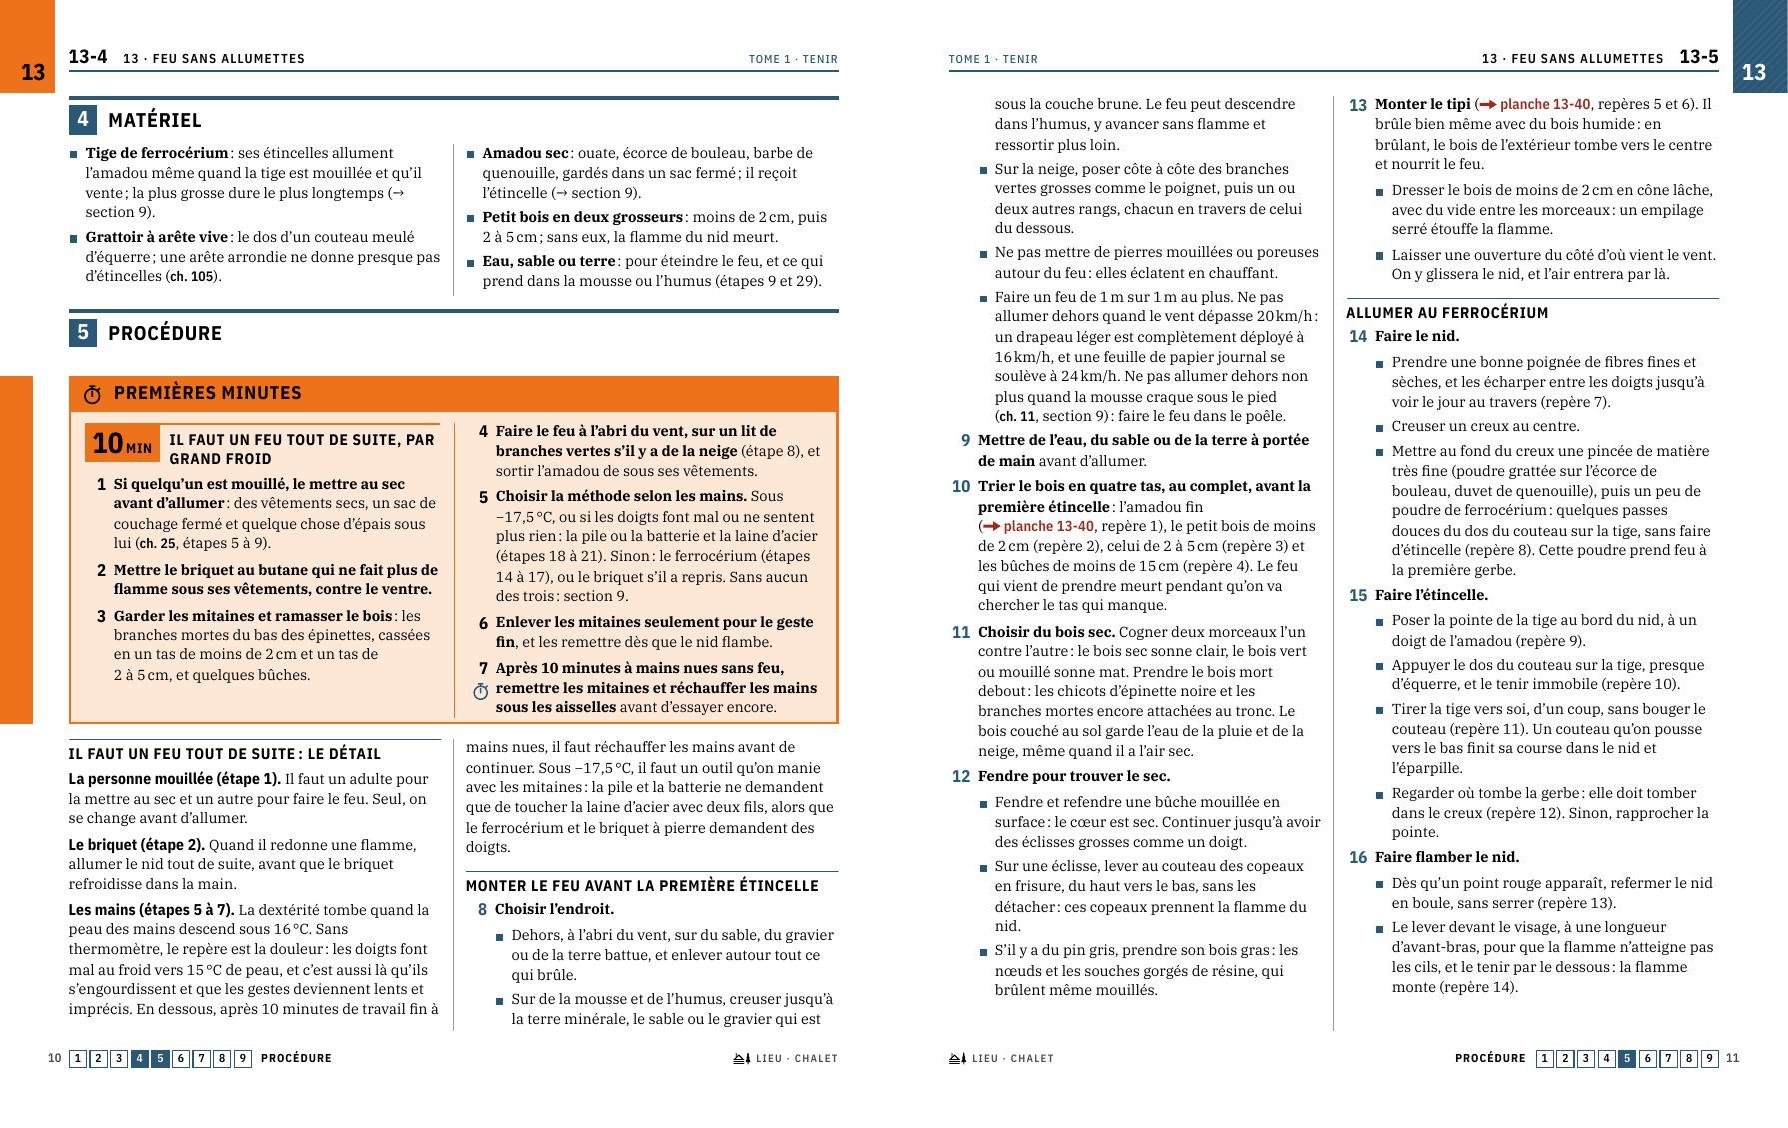 13
13-4 13 · FEU SANS ALLUMETTES
TOME 1 · TENIR
4 MATÉRIEL
■ Tige de ferrocérium : ses étincelles allument
l’amadou même quand la tige est mouillée et qu’il
vente ; la plus grosse dure le plus longtemps (→
section 9).
■ Grattoir à arête vive : le dos d’un couteau meulé
d’équerre ; une arête arrondie ne donne presque pas
d’étincelles (ch. 105).
■ Amadou sec : ouate, écorce de bouleau, barbe de
quenouille, gardés dans un sac fermé ; il reçoit
l’étincelle (→ section 9).
■ Petit bois en deux grosseurs : moins de 2 cm, puis
2 à 5 cm ; sans eux, la flamme du nid meurt.
■ Eau, sable ou terre : pour éteindre le feu, et ce qui
prend dans la mousse ou l’humus (étapes 9 et 29).
5 PROCÉDURE
PREMIÈRES MINUTES
10 MIN IL FAUT UN FEU TOUT DE SUITE, PAR
GRAND FROID
1 Si quelqu’un est mouillé, le mettre au sec
avant d’allumer : des vêtements secs, un sac de
couchage fermé et quelque chose d’épais sous
lui (ch. 25, étapes 5 à 9).
2 Mettre le briquet au butane qui ne fait plus de
flamme sous ses vêtements, contre le ventre.
3 Garder les mitaines et ramasser le bois : les
branches mortes du bas des épinettes, cassées
en un tas de moins de 2 cm et un tas de
2 à 5 cm, et quelques bûches.
4 Faire le feu à l’abri du vent, sur un lit de
branches vertes s’il y a de la neige (étape 8), et
sortir l’amadou de sous ses vêtements.
5 Choisir la méthode selon les mains. Sous
−17,5 °C, ou si les doigts font mal ou ne sentent
plus rien : la pile ou la batterie et la laine d’acier
(étapes 18 à 21). Sinon : le ferrocérium (étapes
14 à 17), ou le briquet s’il a repris. Sans aucun
des trois : section 9.
6 Enlever les mitaines seulement pour le geste
fin, et les remettre dès que le nid flambe.
7 Après 10 minutes à mains nues sans feu,
remettre les mitaines et réchauffer les mains
sous les aisselles avant d’essayer encore.
IL FAUT UN FEU TOUT DE SUITE : LE DÉTAIL
La personne mouillée (étape 1). Il faut un adulte pour
la mettre au sec et un autre pour faire le feu. Seul, on
se change avant d’allumer.
Le briquet (étape 2). Quand il redonne une flamme,
allumer le nid tout de suite, avant que le briquet
refroidisse dans la main.
Les mains (étapes 5 à 7). La dextérité tombe quand la
peau des mains descend sous 16 °C. Sans
thermomètre, le repère est la douleur : les doigts font
mal au froid vers 15 °C de peau, et c’est aussi là qu’ils
s’engourdissent et que les gestes deviennent lents et
imprécis. En dessous, après 10 minutes de travail fin à
mains nues, il faut réchauffer les mains avant de
continuer. Sous −17,5 °C, il faut un outil qu’on manie
avec les mitaines : la pile et la batterie ne demandent
que de toucher la laine d’acier avec deux fils, alors que
le ferrocérium et le briquet à pierre demandent des
doigts.
MONTER LE FEU AVANT LA PREMIÈRE ÉTINCELLE
8 Choisir l’endroit.
■ Dehors, à l’abri du vent, sur du sable, du gravier
ou de la terre battue, et enlever autour tout ce
qui brûle.
■ Sur de la mousse et de l’humus, creuser jusqu’à
la terre minérale, le sable ou le gravier qui est
10 1 2 3 4 5 6 7 8 9 PROCÉDURE
LIEU · CHALET
TOME 1 · TENIR
13 · FEU SANS ALLUMETTES 13-5
13
sous la couche brune. Le feu peut descendre
dans l’humus, y avancer sans flamme et
ressortir plus loin.
■ Sur la neige, poser côte à côte des branches
vertes grosses comme le poignet, puis un ou
deux autres rangs, chacun en travers de celui
du dessous.
■ Ne pas mettre de pierres mouillées ou poreuses
autour du feu : elles éclatent en chauffant.
■ Faire un feu de 1 m sur 1 m au plus. Ne pas
allumer dehors quand le vent dépasse 20 km/h :
un drapeau léger est complètement déployé à
16 km/h, et une feuille de papier journal se
soulève à 24 km/h. Ne pas allumer dehors non
plus quand la mousse craque sous le pied
(ch. 11, section 9) : faire le feu dans le poêle.
9 Mettre de l’eau, du sable ou de la terre à portée
de main avant d’allumer.
10 Trier le bois en quatre tas, au complet, avant la
première étincelle : l’amadou fin
(→ planche 13-40, repère 1), le petit bois de moins
de 2 cm (repère 2), celui de 2 à 5 cm (repère 3) et
les bûches de moins de 15 cm (repère 4). Le feu
qui vient de prendre meurt pendant qu’on va
chercher le tas qui manque.
11 Choisir du bois sec. Cogner deux morceaux l’un
contre l’autre : le bois sec sonne clair, le bois vert
ou mouillé sonne mat. Prendre le bois mort
debout : les chicots d’épinette noire et les
branches mortes encore attachées au tronc. Le
bois couché au sol garde l’eau de la pluie et de la
neige, même quand il a l’air sec.
12 Fendre pour trouver le sec.
■ Fendre et refendre une bûche mouillée en
surface : le cœur est sec. Continuer jusqu’à avoir
des éclisses grosses comme un doigt.
■ Sur une éclisse, lever au couteau des copeaux
en frisure, du haut vers le bas, sans les
détacher : ces copeaux prennent la flamme du
nid.
■ S’il y a du pin gris, prendre son bois gras : les
nœuds et les souches gorgés de résine, qui
brûlent même mouillés.
13 Monter le tipi (→ planche 13-40, repères 5 et 6). Il
brûle bien même avec du bois humide : en
brûlant, le bois de l’extérieur tombe vers le centre
et nourrit le feu.
■ Dresser le bois de moins de 2 cm en cône lâche,
avec du vide entre les morceaux : un empilage
serré étouffe la flamme.
■ Laisser une ouverture du côté d’où vient le vent.
On y glissera le nid, et l’air entrera par là.
ALLUMER AU FERROCÉRIUM
14 Faire le nid.
■ Prendre une bonne poignée de fibres fines et
sèches, et les écharper entre les doigts jusqu’à
voir le jour au travers (repère 7).
■ Creuser un creux au centre.
■ Mettre au fond du creux une pincée de matière
très fine (poudre grattée sur l’écorce de
bouleau, duvet de quenouille), puis un peu de
poudre de ferrocérium : quelques passes
douces du dos du couteau sur la tige, sans faire
d’étincelle (repère 8). Cette poudre prend feu à
la première gerbe.
15 Faire l’étincelle.
■ Poser la pointe de la tige au bord du nid, à un
doigt de l’amadou (repère 9).
■ Appuyer le dos du couteau sur la tige, presque
d’équerre, et le tenir immobile (repère 10).
■ Tirer la tige vers soi, d’un coup, sans bouger le
couteau (repère 11). Un couteau qu’on pousse
vers le bas finit sa course dans le nid et
l’éparpille.
■ Regarder où tombe la gerbe : elle doit tomber
dans le creux (repère 12). Sinon, rapprocher la
pointe.
16 Faire flamber le nid.
■ Dès qu’un point rouge apparaît, refermer le nid
en boule, sans serrer (repère 13).
■ Le lever devant le visage, à une longueur
d’avant-bras, pour que la flamme n’atteigne pas
les cils, et le tenir par le dessous : la flamme
monte (repère 14).
LIEU · CHALET
PROCÉDURE 1 2 3 4 5 6 7 8 9 11